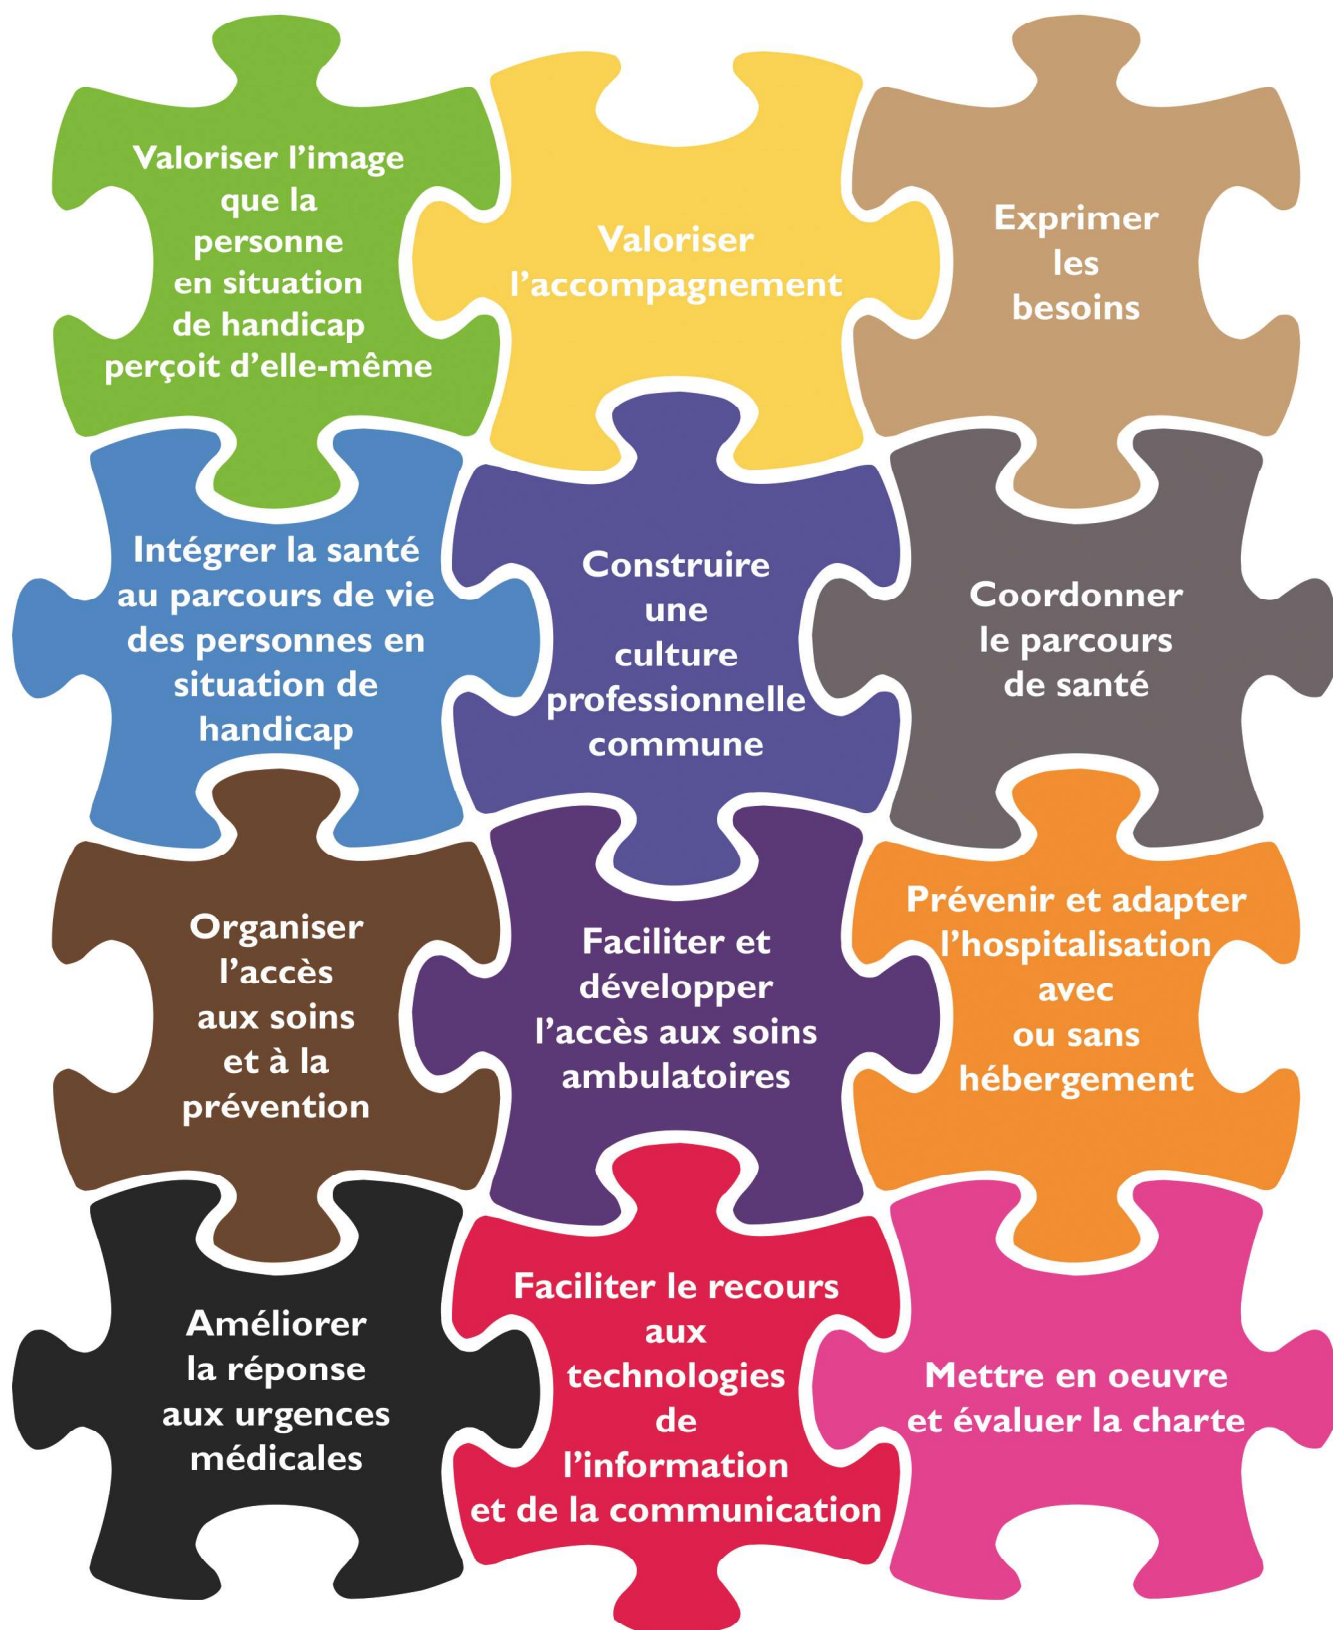 Valoriser l’image
que la
personne
en situation
de handicap
perçoit d’elle-même
Valoriser
l’accompagnement
Exprimer
les
besoins
Intégrer la santé
au parcours de vie
des personnes en
situation de
handicap
Construire
une
culture
professionnelle
commune
Coordonner
le parcours
de santé
Organiser
l’accès
aux soins
et à la
prévention
Faciliter et
développer
l’accès aux soins
ambulatoires
Prévenir et adapter
l’hospitalisation
avec
ou sans
hébergement
Améliorer
la réponse
aux urgences
médicales
Faciliter le recours
aux
technologies
de
l’information
et de la communication
Mettre en oeuvre
et évaluer la charte